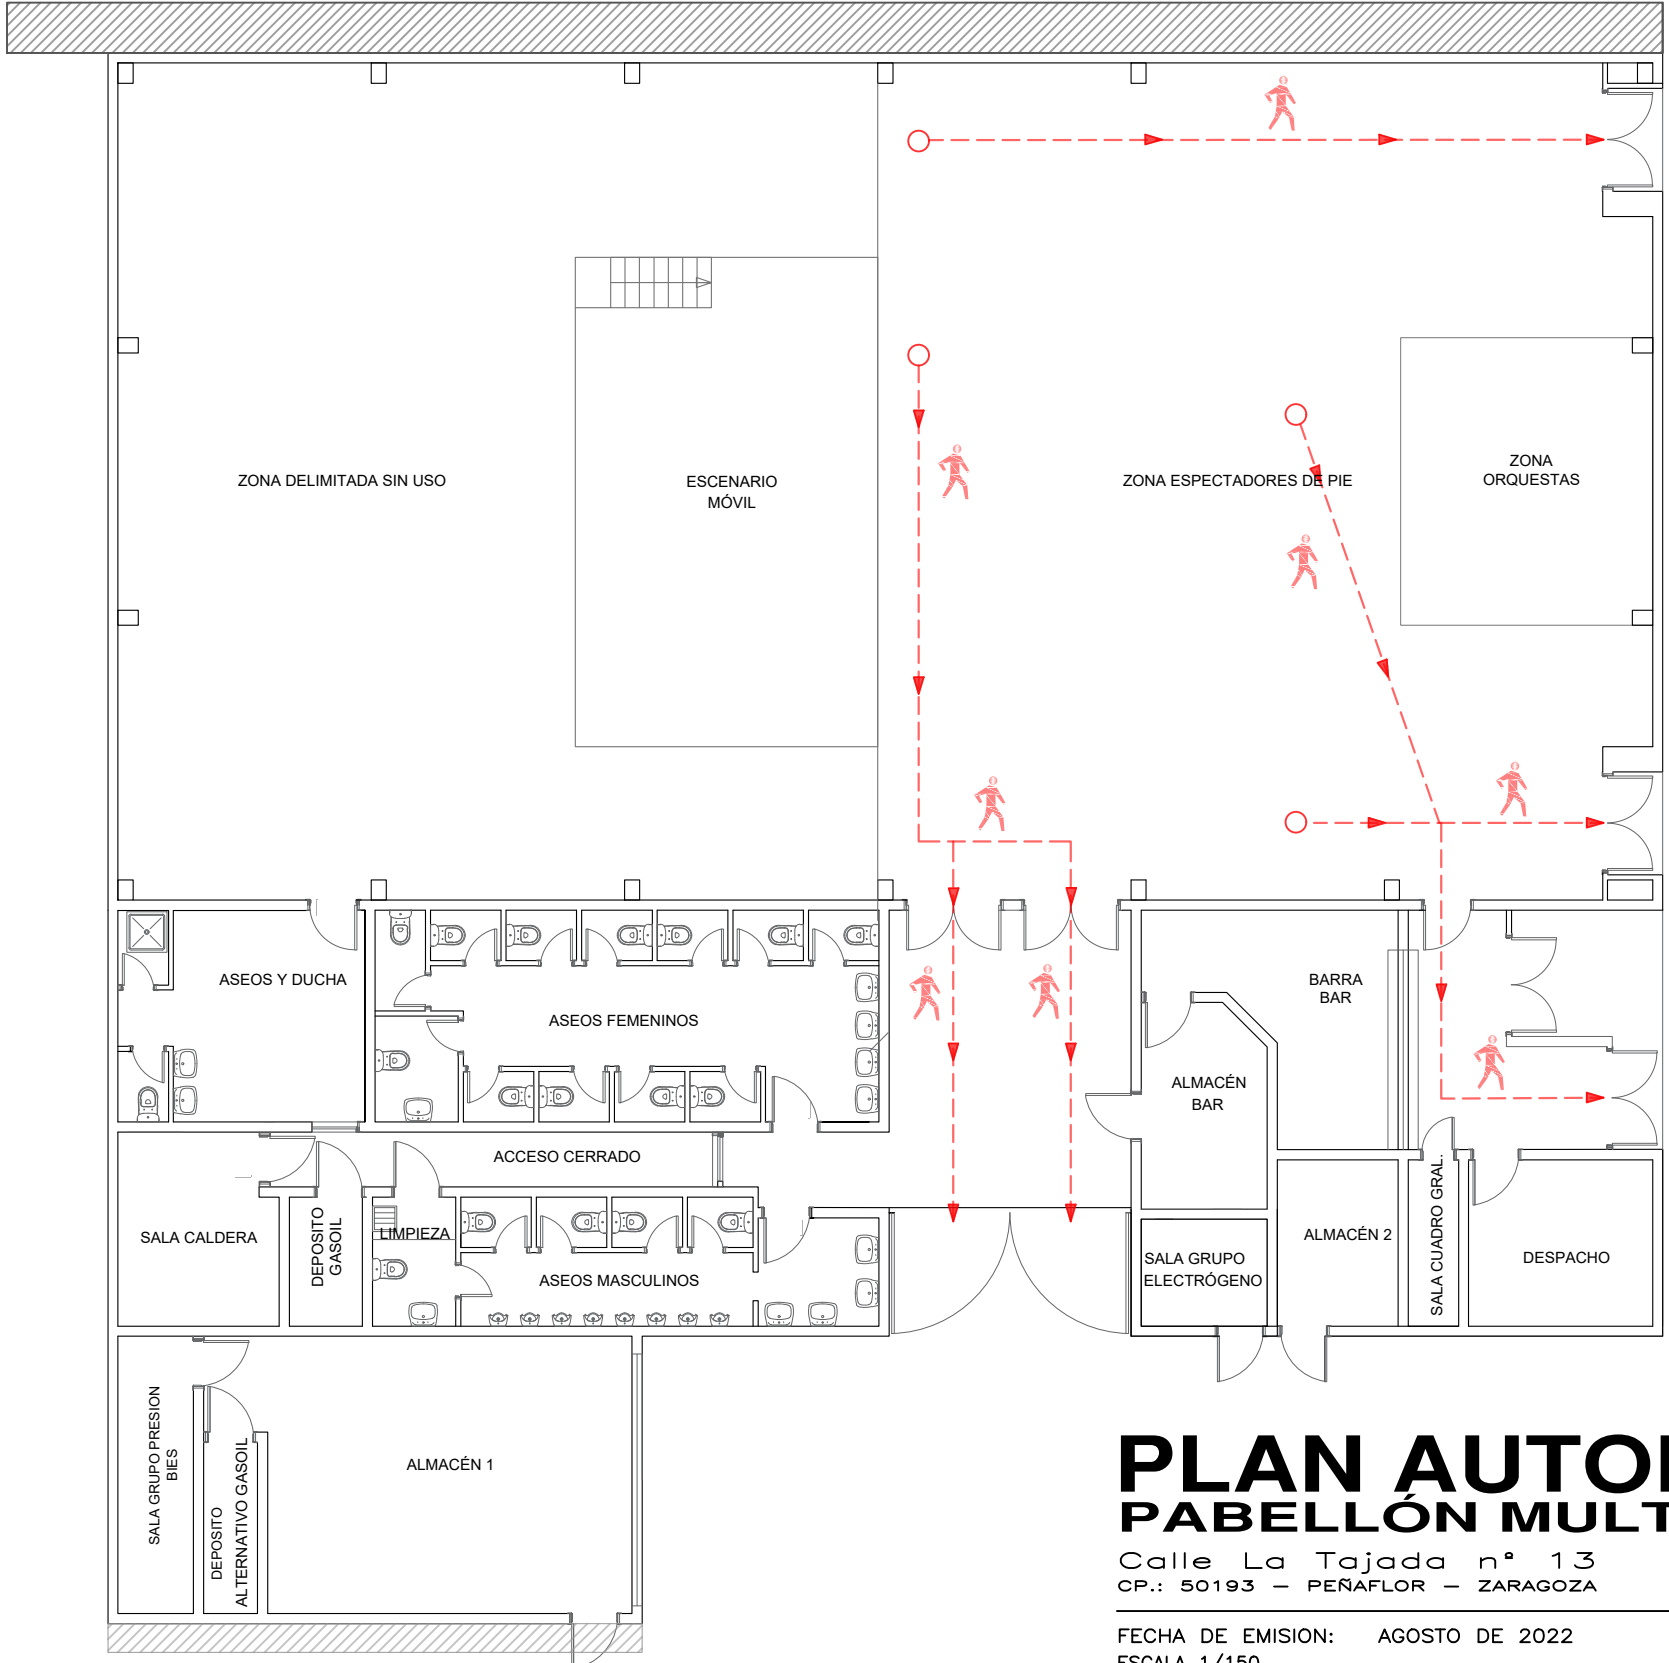 ZONA DELIMITADA SIN USO
ESCENARIO
MÓVIL
ZONA ESPECTADORES DE PIE
ZONA
ORQUESTAS
ASEOS Y DUCHA
ASEOS FEMENINOS
BARRA
BAR
ALMACÉN
BAR
ACCESO CERRADO
SALA CALDERA
DEPOSITO
GASOIL
LIMPIEZA
ASEOS MASCULINOS
SALA GRUPO
ELECTRÓGENO
ALMACÉN 2
SALA CUADRO GRAL.
DESPACHO
SALA GRUPO PRESION
BIES
DEPOSITO
ALTERNATIVO GASOIL
ALMACÉN 1
PLAN AUTO
PABELLÓN MULT
Calle La Tajada nº 13
CP.: 50193 – PEÑAFLOR – ZARAGOZA
FECHA DE EMISION: AGOSTO DE 2022
ESCALA 1/150